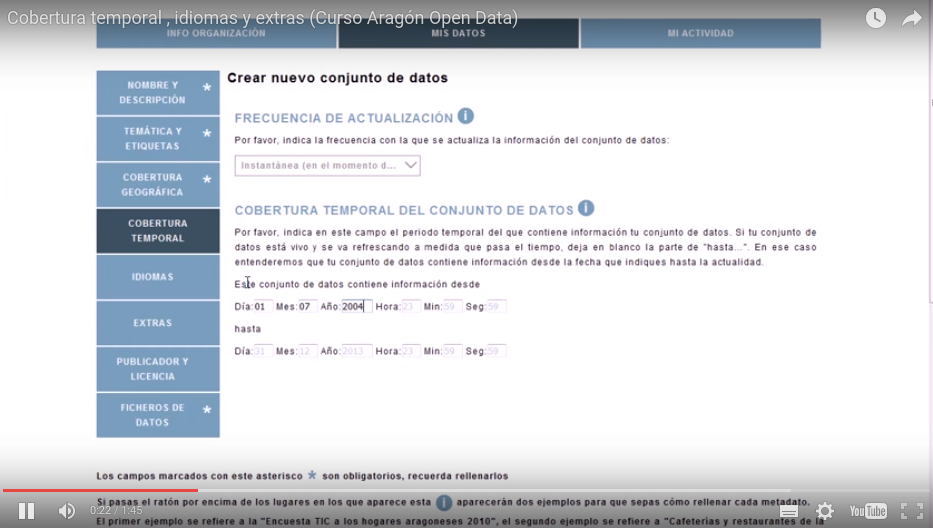 Cobertura temporal , idiomas y extras (Curso Aragón Open Data)
INFO ORGANIZACIÓN
MIS DATOS
MI ACTIVIDAD
NOMBRE Y
DESCRIPCIÓN *
TEMÁTICA Y
ETIQUETAS *
COBERTURA
GEOGRÁFICA *
COBERTURA
TEMPORAL
IDIOMAS
EXTRAS
PUBLICADOR Y
LICENCIA
FICHEROS DE
DATOS *
Crear nuevo conjunto de datos
FRECUENCIA DE ACTUALIZACIÓN i
Por favor, indica la frecuencia con la que se actualiza la información del conjunto de datos:
Instantánea (en el momento d...
COBERTURA TEMPORAL DEL CONJUNTO DE DATOS i
Por favor, indica en este campo el periodo temporal del que contiene información tu conjunto de datos. Si tu conjunto de
datos está vivo y se va refrescando a medida que pasa el tiempo, deja en blanco la parte de "hasta...". En ese caso
entenderemos que tu conjunto de datos contiene información desde la fecha que indiques hasta la actualidad.
Este conjunto de datos contiene información desde
Día: 01 Mes: 07 Año: 2004 Hora: 23 Min: 59 Seg: 59
hasta
Día: 31 Mes: 12 Año: 2013 Hora: 23 Min: 59 Seg: 59
Los campos marcados con este asterisco * son obligatorios, recuerda rellenarlos
Si pasas el ratón por encima de los lugares en los que aparece esta i aparecerán dos ejemplos para que sepas cómo rellenar cada metadato.
0:22 / 1:45
YouTube
El primer ejemplo se refiere a la "Encuesta TIC a los hogares aragoneses 2010", el segundo ejemplo se refiere a "Cafeterías y restaurantes de la